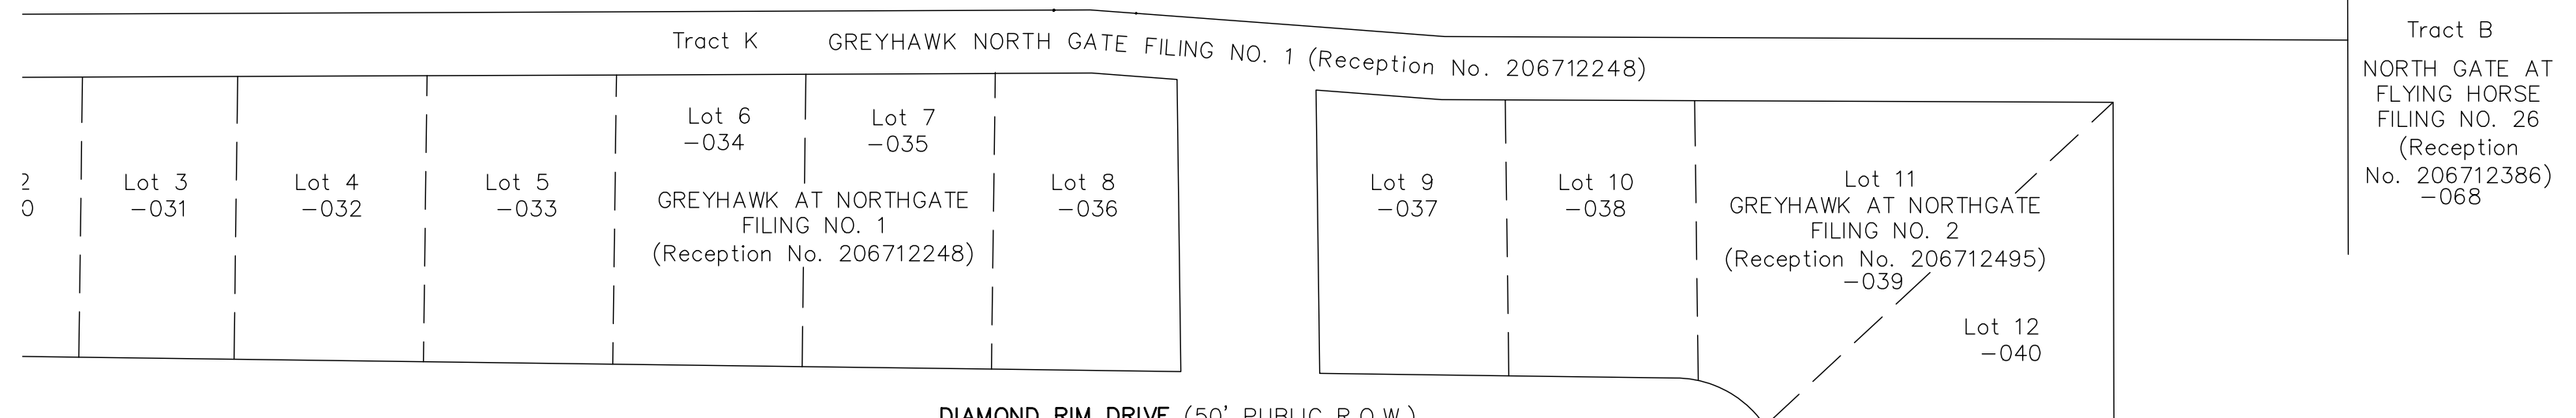 Tract K GREYHAWK NORTH GATE FILING NO. 1 (Reception No. 206712248)
Tract B
NORTH GATE AT
FLYING HORSE
FILING NO. 26
(Reception
No. 206712386)
-068
2
0
Lot 3
-031
Lot 4
-032
Lot 5
-033
Lot 6
-034
Lot 7
-035
GREYHAWK AT NORTHGATE
FILING NO. 1
(Reception No. 206712248)
Lot 8
-036
Lot 9
-037
Lot 10
-038
Lot 11
GREYHAWK AT NORTHGATE
FILING NO. 2
(Reception No. 206712495)
-039
Lot 12
-040
DIAMOND RIM DRIVE (50' PUBLIC R.O.W.)